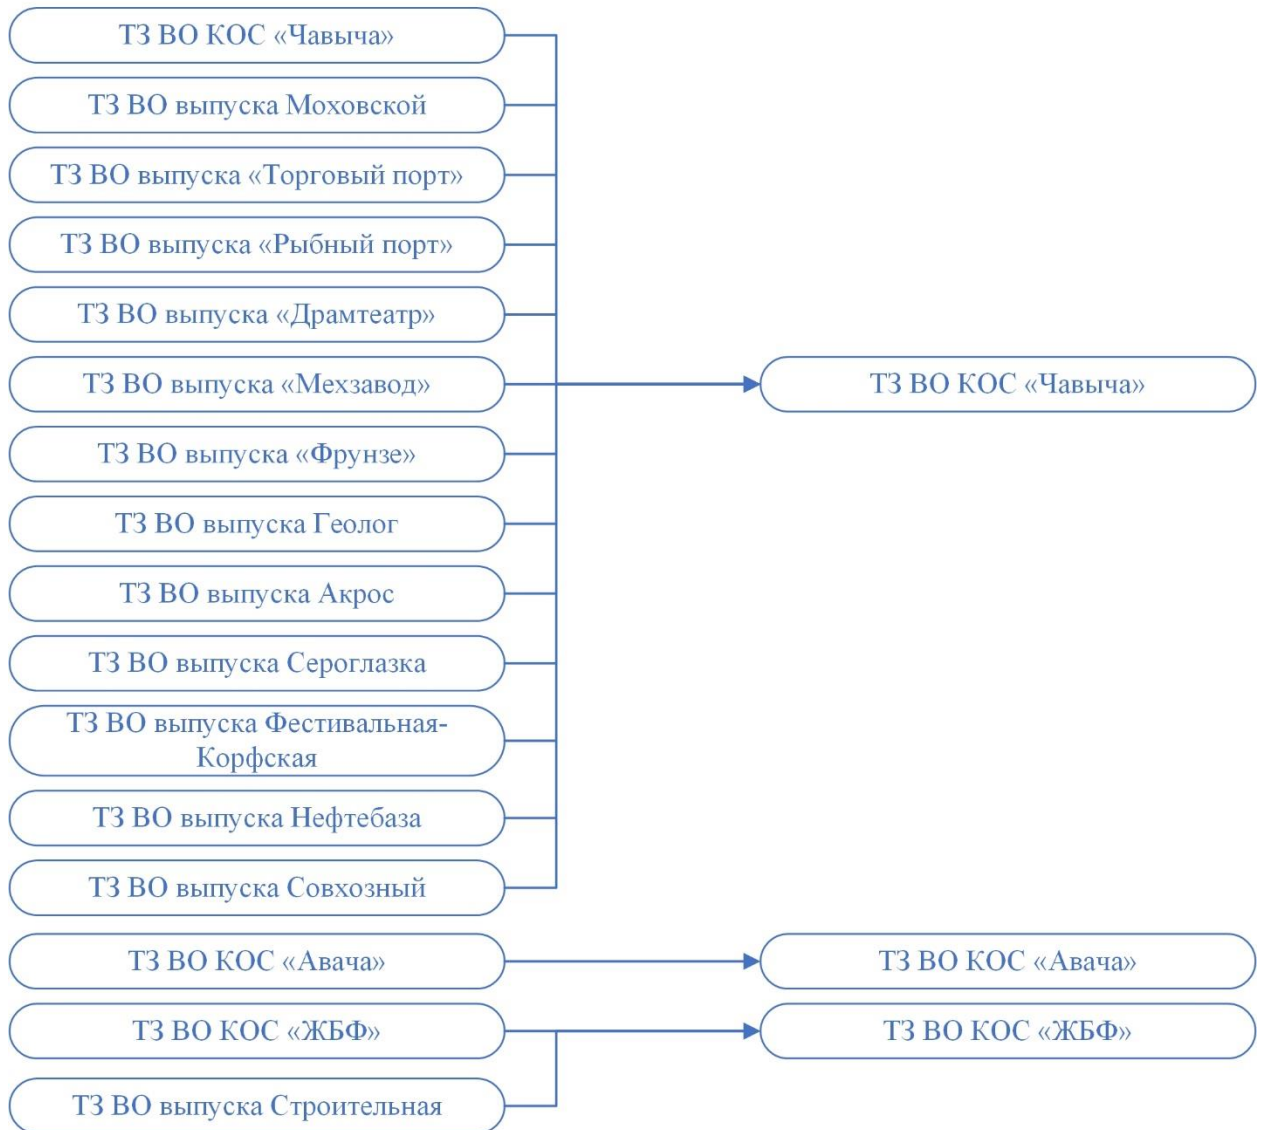 ТЗ ВО КОС «Чавыча»
ТЗ ВО выпуска Моховской
ТЗ ВО выпуска «Торговый порт»
ТЗ ВО выпуска «Рыбный порт»
ТЗ ВО выпуска «Драмтеатр»
ТЗ ВО выпуска «Мехзавод»
ТЗ ВО КОС «Чавыча»
ТЗ ВО выпуска «Фрунзе»
ТЗ ВО выпуска Геолог
ТЗ ВО выпуска Акрос
ТЗ ВО выпуска Сероглазка
ТЗ ВО выпуска Фестивальная-
Корфская
ТЗ ВО выпуска Нефтебаза
ТЗ ВО выпуска Совхозный
ТЗ ВО КОС «Авача»
ТЗ ВО КОС «Авача»
ТЗ ВО КОС «ЖБФ»
ТЗ ВО КОС «ЖБФ»
ТЗ ВО выпуска Строительная